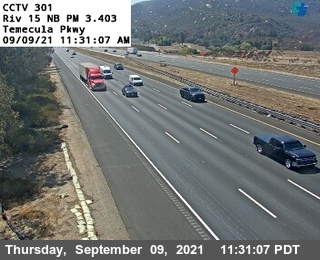 CCTV 301
Riv 15 NB PM 3.403
Temecula Pkwy
09/09/21 11:31:07 AM
Thursday, September 09, 2021 11:31:07 PDT